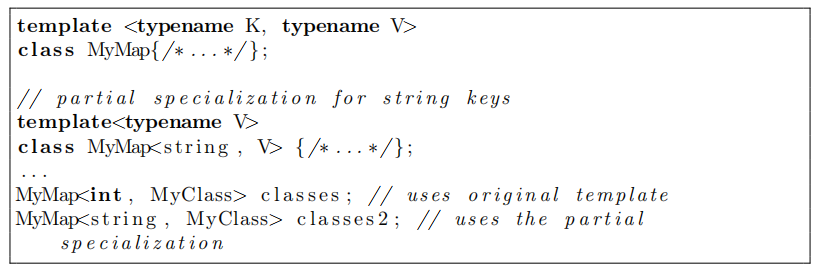 template <typename K, typename V>
class MyMap{/*...*/};
// partial specialization for string keys
template<typename V>
class MyMap<string, V> {/*...*/};
...
MyMap<int, MyClass> classes; // uses original template
MyMap<string, MyClass> classes2; // uses the partial
specialization